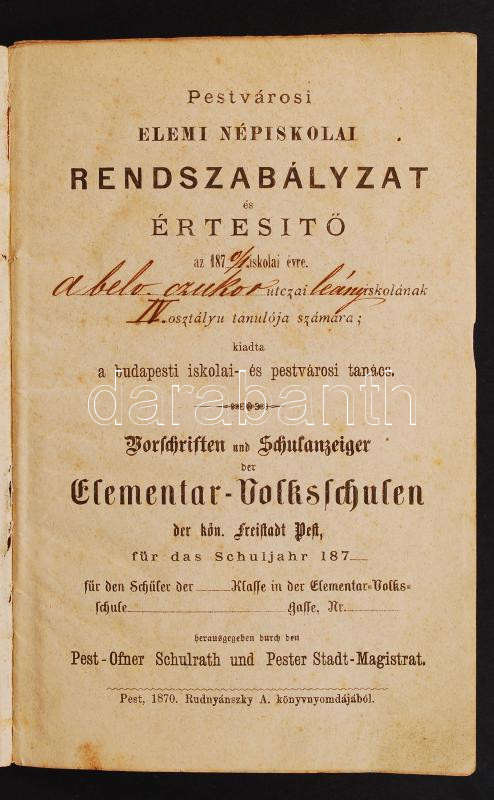 Pestvárosi
ELEMI NÉPISKOLAI
RENDSZABÁLYZAT
és
ÉRTESITŐ
az 1870/1. iskolai évre.
a belv. czukor utczai leány iskolának
IV. osztályu tanulója számára;
kiadta
a budapesti iskolai- és pestvárosi tanács.
darabanth
Vorschriften und Schulanzeiger
der
Elementar-Volksschulen
der kön. Freistadt Pest,
für das Schuljahr 187
für den Schüler der Klasse in der Elementar-Volks-
schule Gasse, Nr.
herausgegeben durch den
Pest-Ofner Schulrath und Pester Stadt-Magistrat.
Pest, 1870. Rudnyánszky A. könyvnyomdájából.